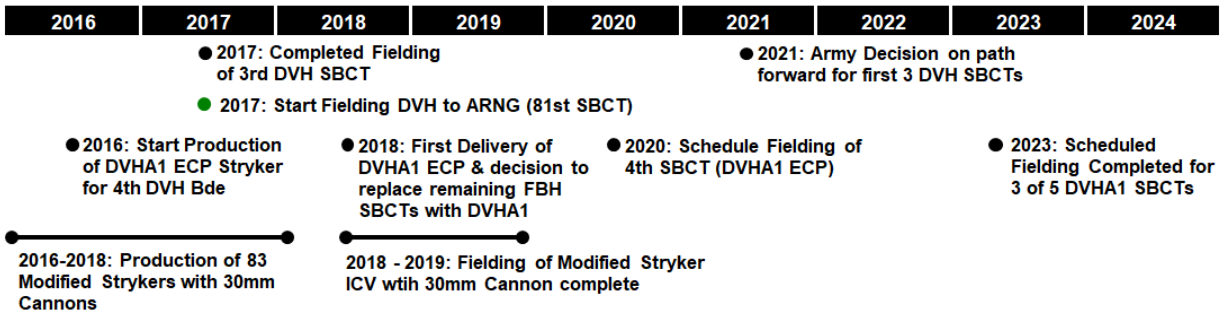 2016 2017 2018 2019 2020 2021 2022 2023 2024
2017: Completed Fielding
of 3rd DVH SBCT
2021: Army Decision on path
forward for first 3 DVH SBCTs
2017: Start Fielding DVH to ARNG (81st SBCT)
2016: Start Production
of DVHA1 ECP Stryker
for 4th DVH Bde
2018: First Delivery of
DVHA1 ECP & decision to
replace remaining FBH
SBCTs with DVHA1
2020: Schedule Fielding of
4th SBCT (DVHA1 ECP)
2023: Scheduled
Fielding Completed for
3 of 5 DVHA1 SBCTs
2016-2018: Production of 83
Modified Strykers with 30mm
Cannons
2018 - 2019: Fielding of Modified Stryker
ICV wtih 30mm Cannon complete